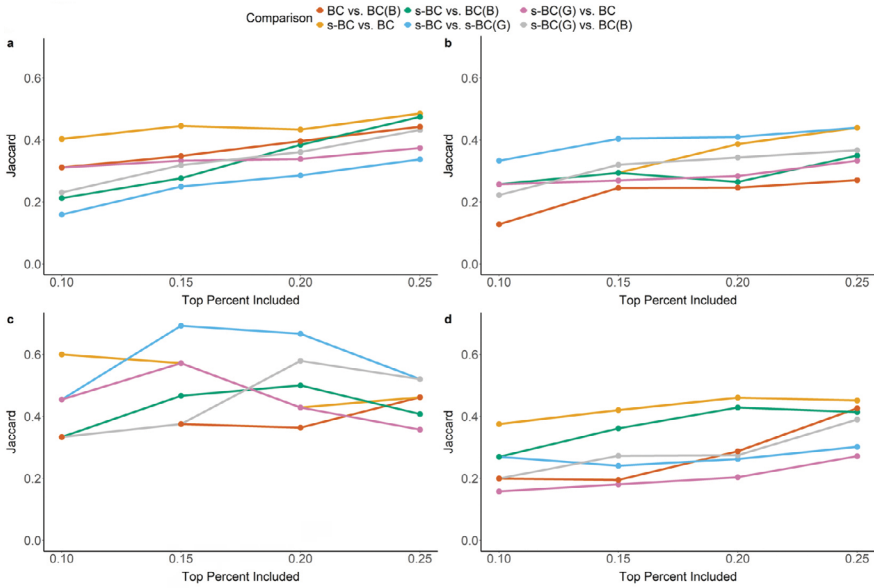 Comparison BC vs. BC(B) s-BC vs. BC(B) s-BC(G) vs. BC
s-BC vs. BC s-BC vs. s-BC(G) s-BC(G) vs. BC(B)
a
0.6
0.4
0.2
0.0
Jaccard
0.10 0.15 0.20 0.25
Top Percent Included
b
0.6
0.4
0.2
0.0
Jaccard
0.10 0.15 0.20 0.25
Top Percent Included
c
0.6
0.4
0.2
0.0
Jaccard
0.10 0.15 0.20 0.25
Top Percent Included
d
0.6
0.4
0.2
0.0
Jaccard
0.10 0.15 0.20 0.25
Top Percent Included